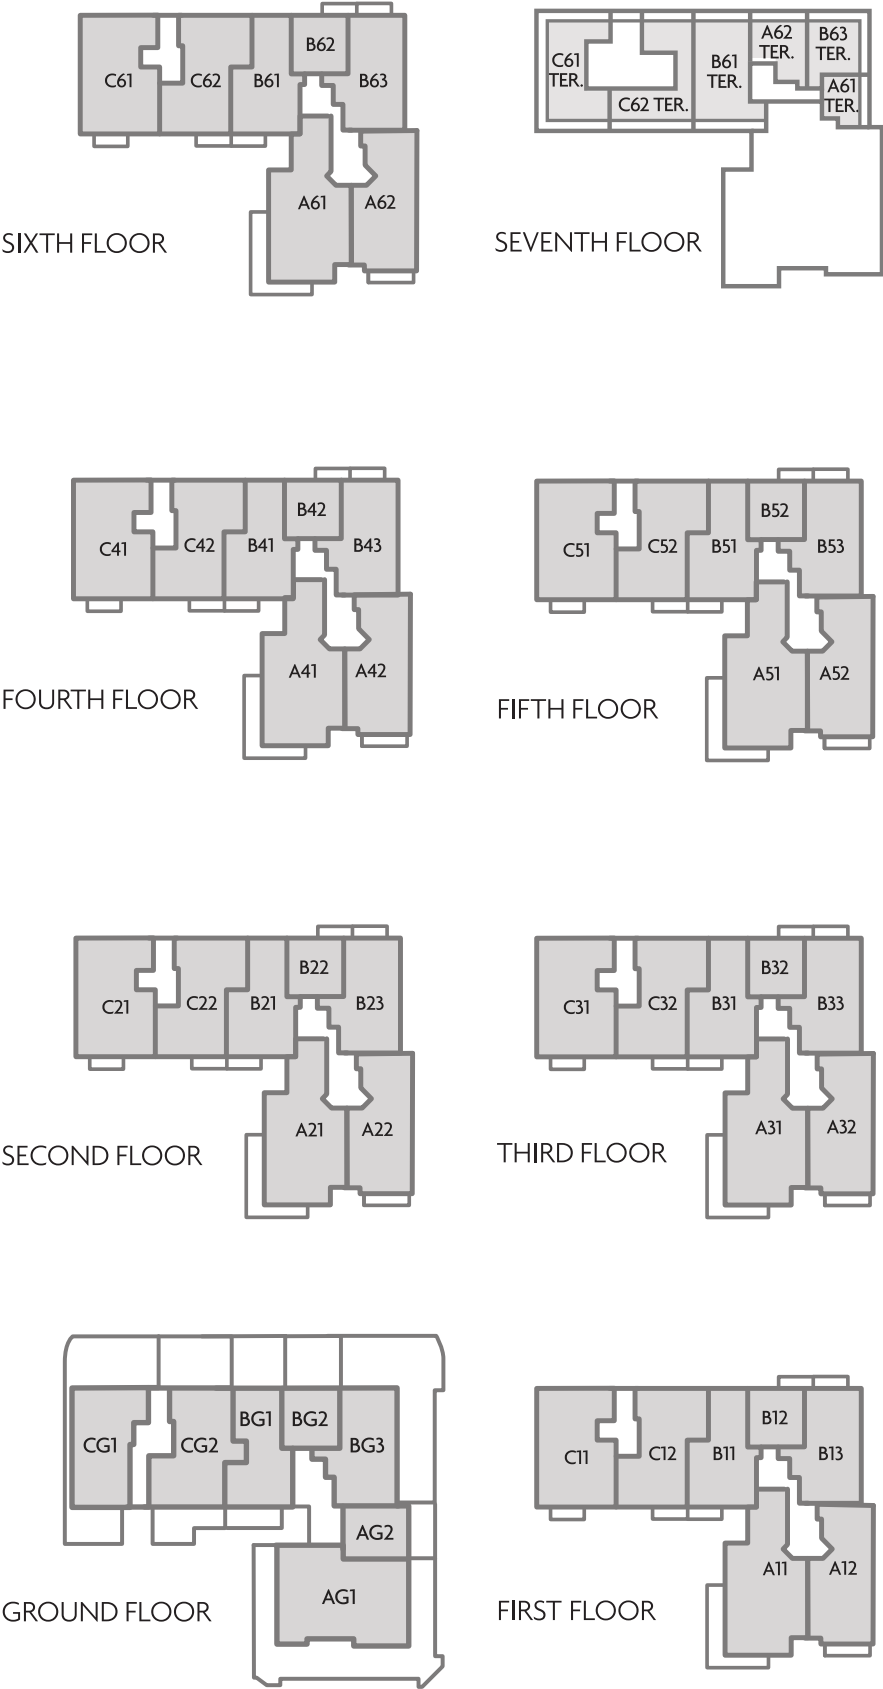 B62
C61
C62
B61
B63
A61
A62
SIXTH FLOOR
A62
TER.
B63
TER.
C61
TER.
B61
TER.
A61
TER.
C62 TER.
SEVENTH FLOOR
B42
C41
C42
B41
B43
A41
A42
FOURTH FLOOR
B52
C51
C52
B51
B53
A51
A52
FIFTH FLOOR
B22
C21
C22
B21
B23
A21
A22
SECOND FLOOR
B32
C31
C32
B31
B33
A31
A32
THIRD FLOOR
BG1
BG2
CG1
CG2
BG3
AG2
AG1
GROUND FLOOR
B12
C11
C12
B11
B13
A11
A12
FIRST FLOOR